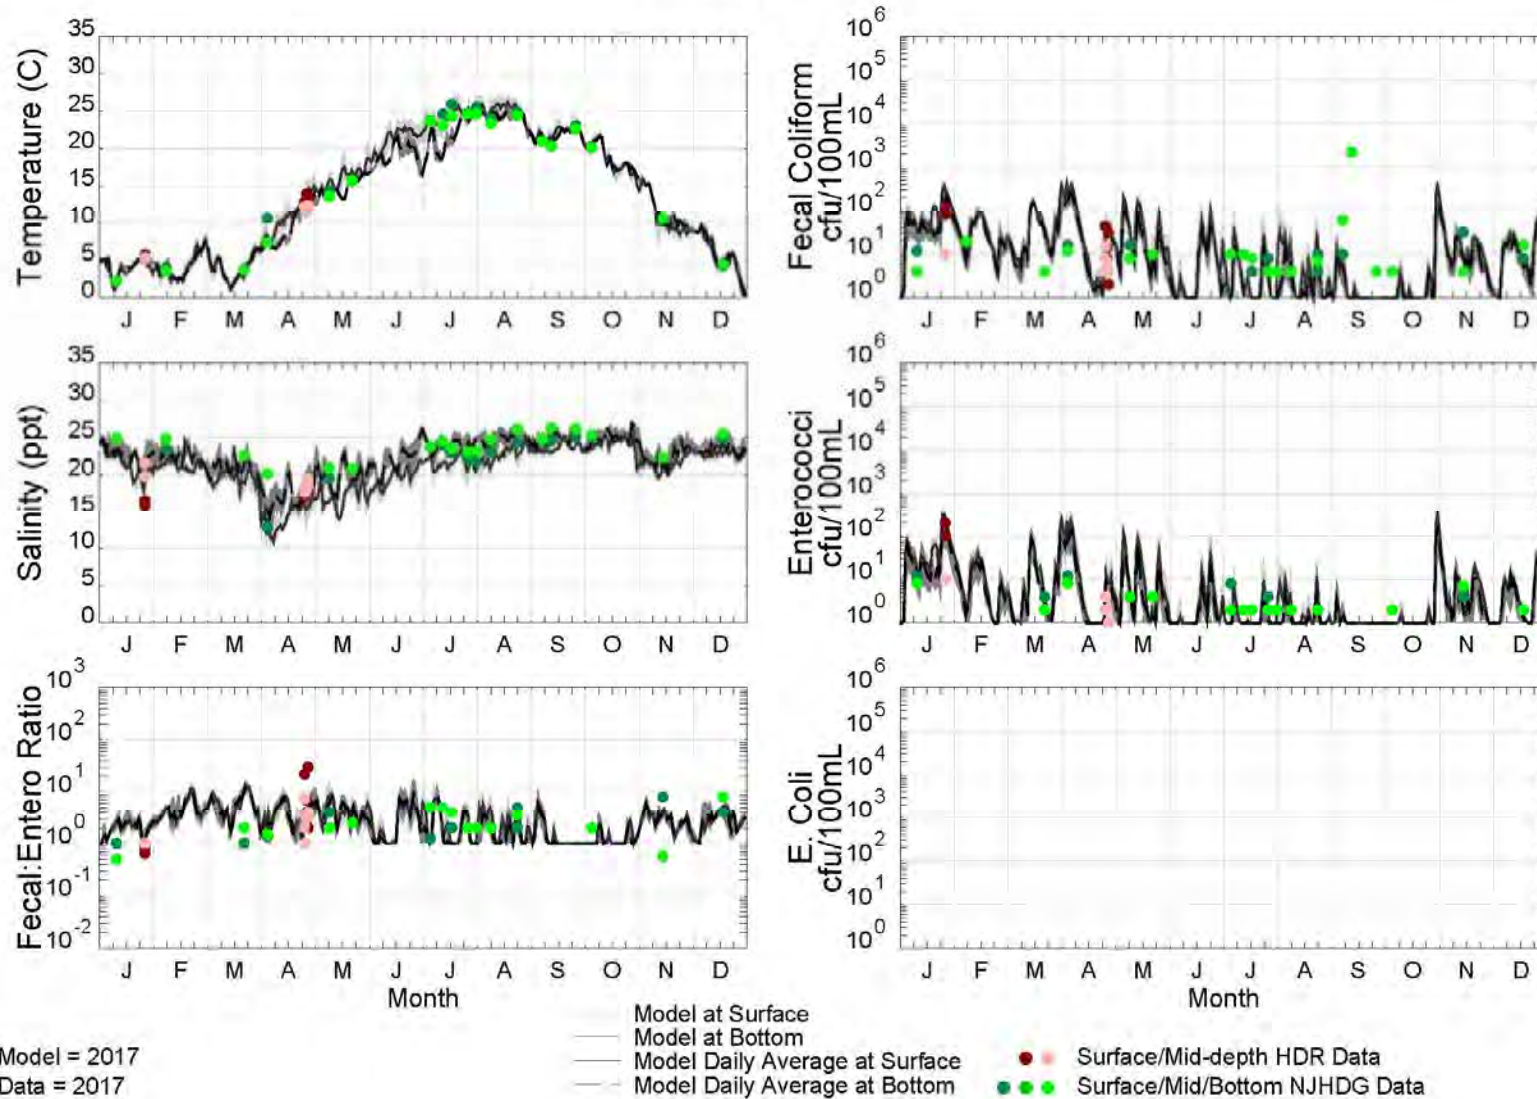 Temperature (C)
35
30
25
20
15
10
5
0
J F M A M J J A S O N D
Fecal Coliform
cfu/100mL
10^6
10^5
10^4
10^3
10^2
10^1
10^0
J F M A M J J A S O N D
Salinity (ppt)
35
30
25
20
15
10
5
0
J F M A M J J A S O N D
Enterococci
cfu/100mL
10^6
10^5
10^4
10^3
10^2
10^1
10^0
J F M A M J J A S O N D
Fecal:Entero Ratio
10^3
10^2
10^1
10^0
10^-1
10^-2
J F M A M J J A S O N D
Month
E. Coli
cfu/100mL
10^6
10^5
10^4
10^3
10^2
10^1
10^0
J F M A M J J A S O N D
Month
Model = 2017
Data = 2017
Model at Surface
Model at Bottom
Model Daily Average at Surface
Model Daily Average at Bottom
Surface/Mid-depth HDR Data
Surface/Mid/Bottom NJHDG Data